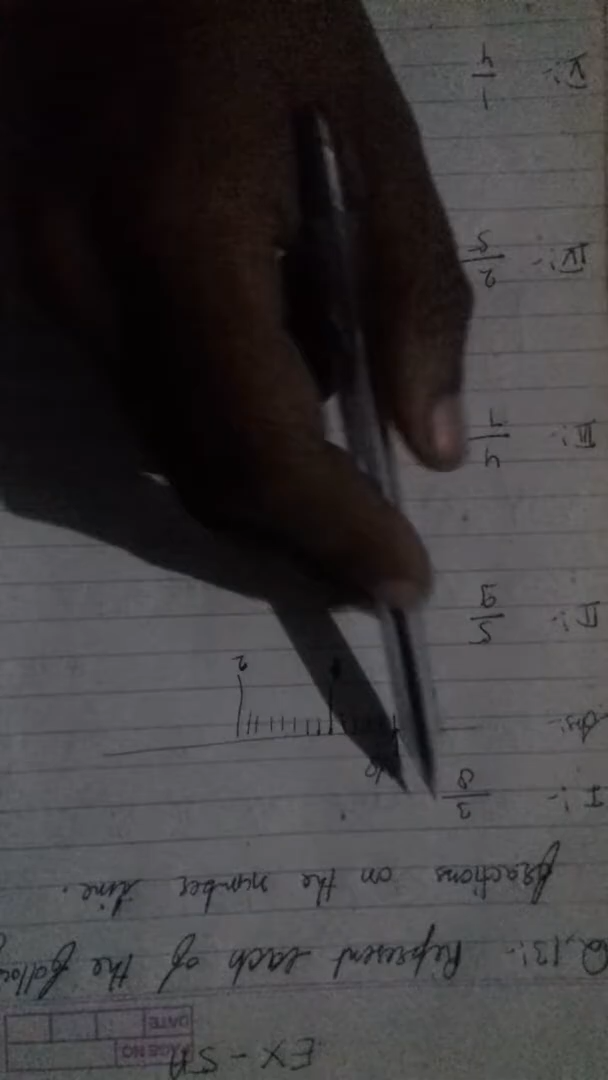 EX - 5A
PAGE NO
DATE
Q.13:- Represent each of the follow
fractions on the number line.
I:- 3/8
Ans:-
0 1 2
II:- 5/9
III:- 4/7
IV:- 2/5
V:- 1/4